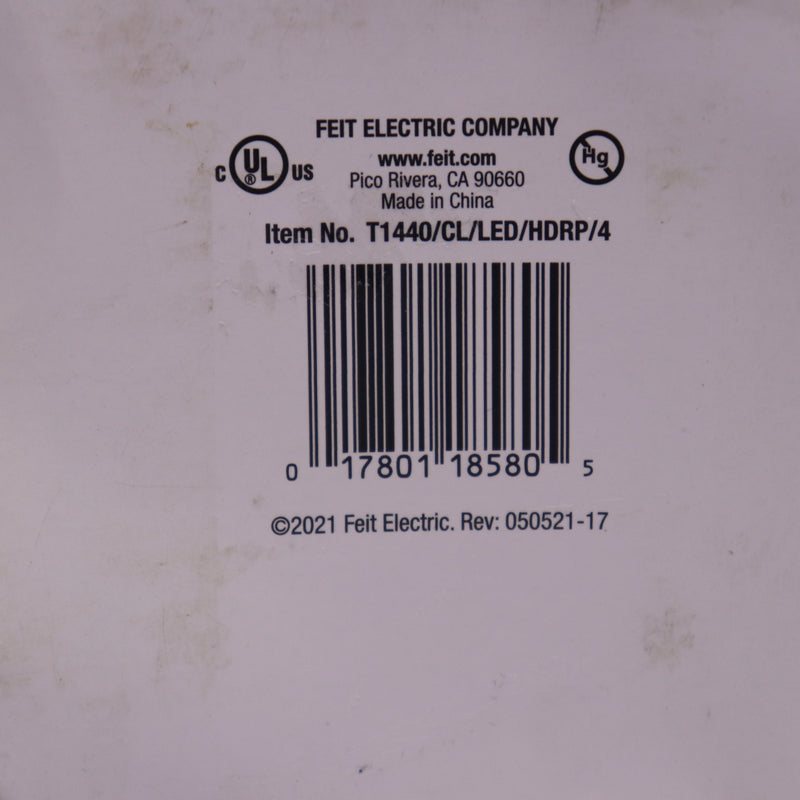 FEIT ELECTRIC COMPANY
www.feit.com
Pico Rivera, CA 90660
Made in China
C UL ® US
Hg
Item No. T1440/CL/LED/HDRP/4
0 17801 18580 5
©2021 Feit Electric. Rev: 050521-17